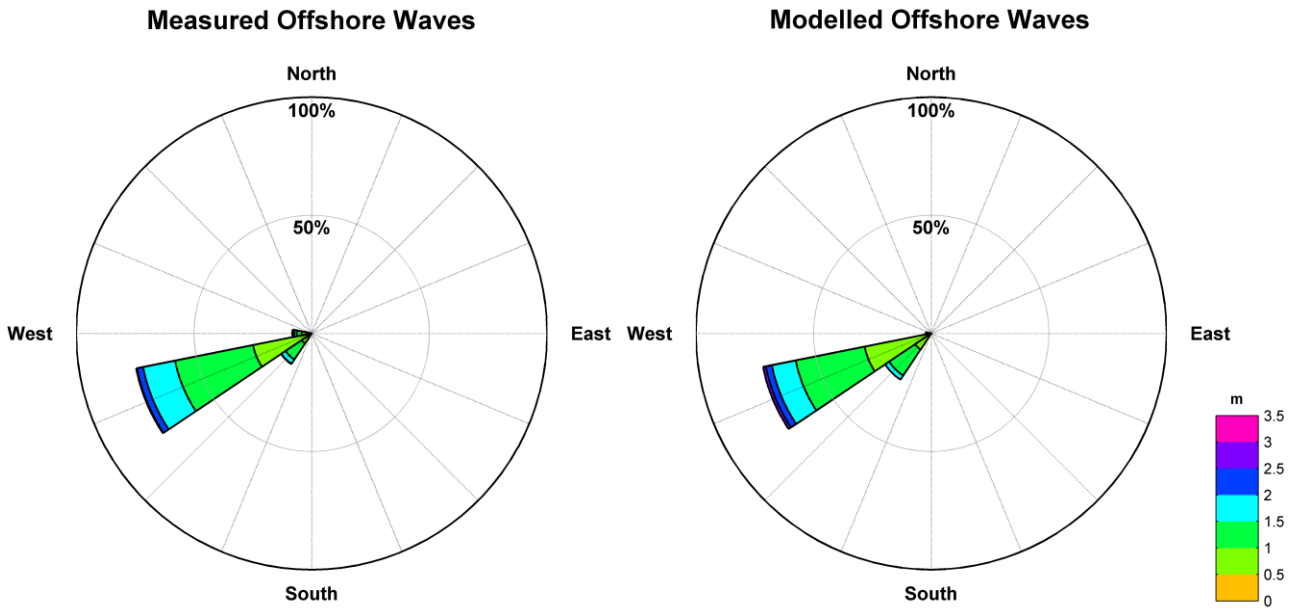 Measured Offshore Waves
North
100%
50%
West
East
South
Modelled Offshore Waves
North
100%
50%
West
East
South
m
3.5
3
2.5
2
1.5
1
0.5
0